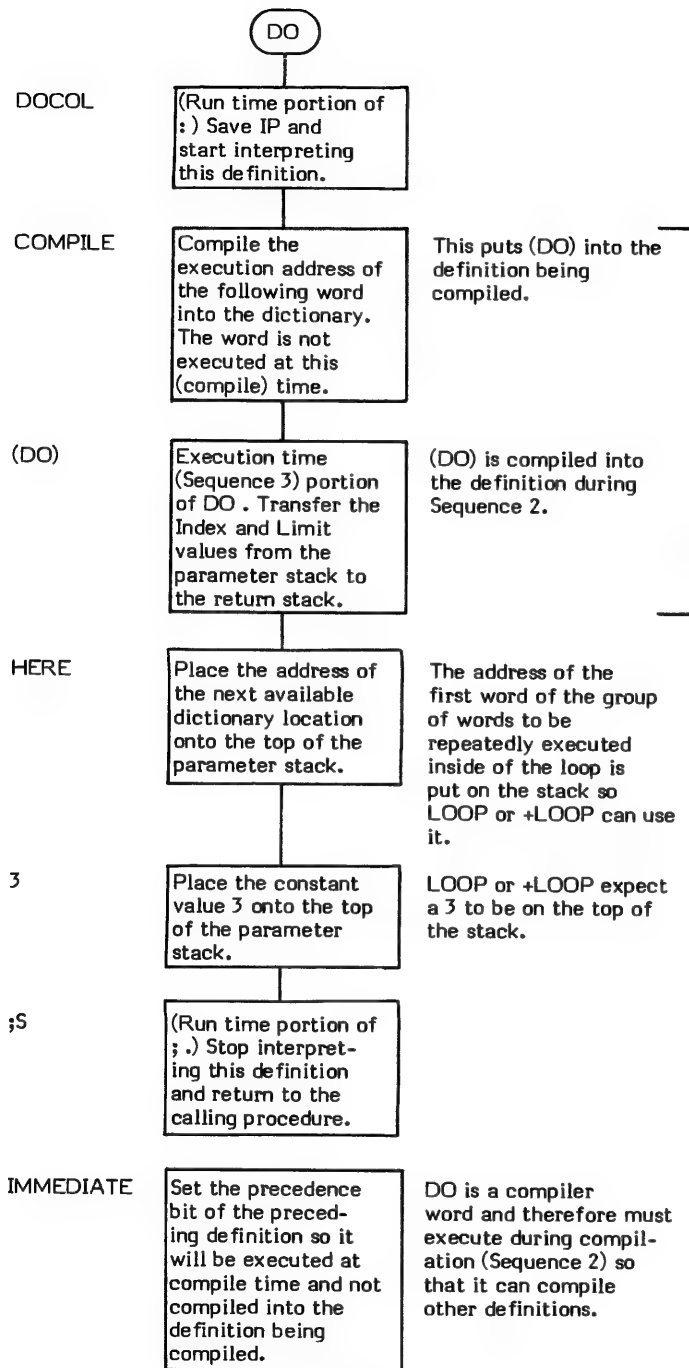 DO
DOCOL
(Run time portion of
: ) Save IP and
start interpreting
this definition.
COMPILE
Compile the
execution address of
the following word
into the dictionary.
The word is not
executed at this
(compile) time.
This puts (DO) into the
definition being
compiled.
(DO)
Execution time
(Sequence 3) portion
of DO . Transfer the
Index and Limit
values from the
parameter stack to
the return stack.
(DO) is compiled into
the definition during
Sequence 2.
HERE
Place the address of
the next available
dictionary location
onto the top of the
parameter stack.
The address of the
first word of the group
of words to be
repeatedly executed
inside of the loop is
put on the stack so
LOOP or +LOOP can use
it.
3
Place the constant
value 3 onto the top
of the parameter
stack.
LOOP or +LOOP expect
a 3 to be on the top of
the stack.
;S
(Run time portion of
; .) Stop interpret-
ing this definition
and return to the
calling procedure.
IMMEDIATE
Set the precedence
bit of the preced-
ing definition so it
will be executed at
compile time and not
compiled into the
definition being
compiled.
DO is a compiler
word and therefore must
execute during compil-
ation (Sequence 2) so
that it can compile
other definitions.